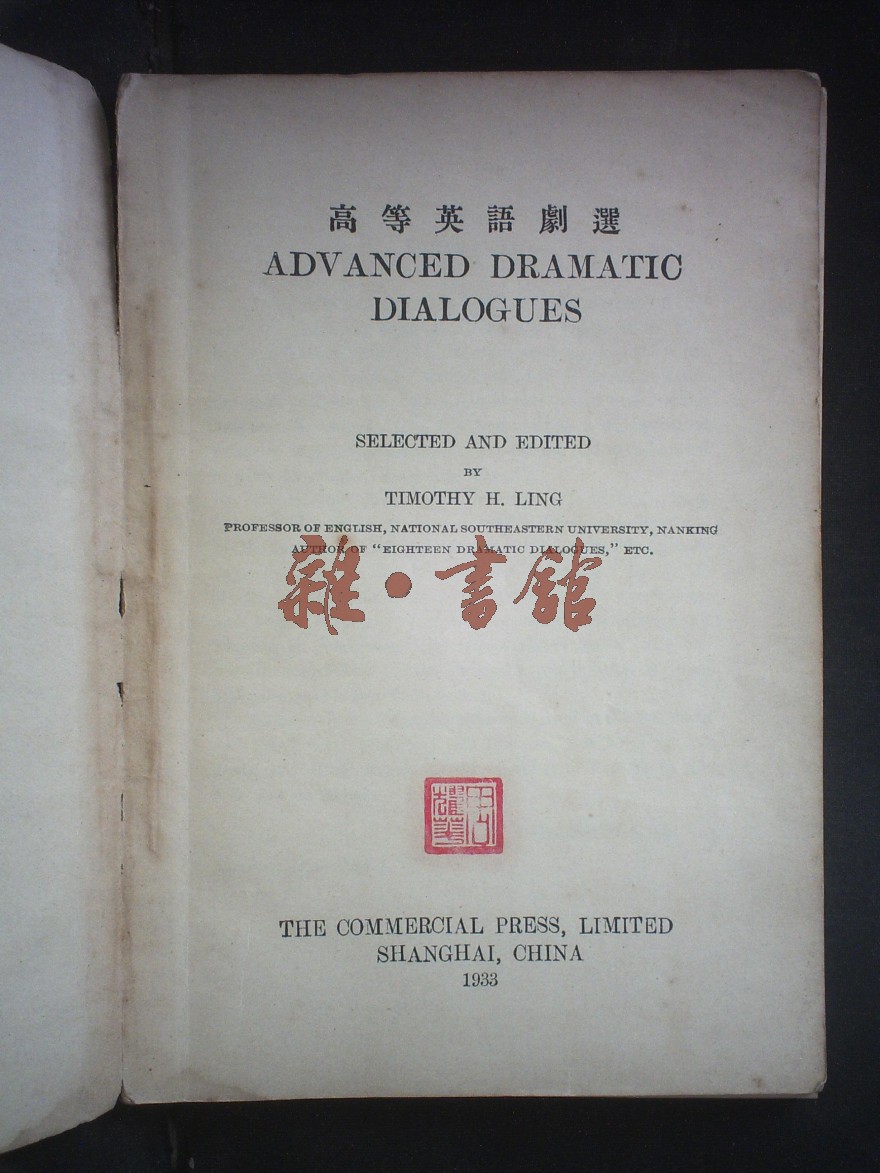 高等英語劇選
ADVANCED DRAMATIC
DIALOGUES
SELECTED AND EDITED
BY
TIMOTHY H. LING
PROFESSOR OF ENGLISH, NATIONAL SOUTHEASTERN UNIVERSITY, NANKING
AUTHOR OF “EIGHTEEN DRAMATIC DIALOGUES,” ETC.
雜·書館
THE COMMERCIAL PRESS, LIMITED
SHANGHAI, CHINA
1933